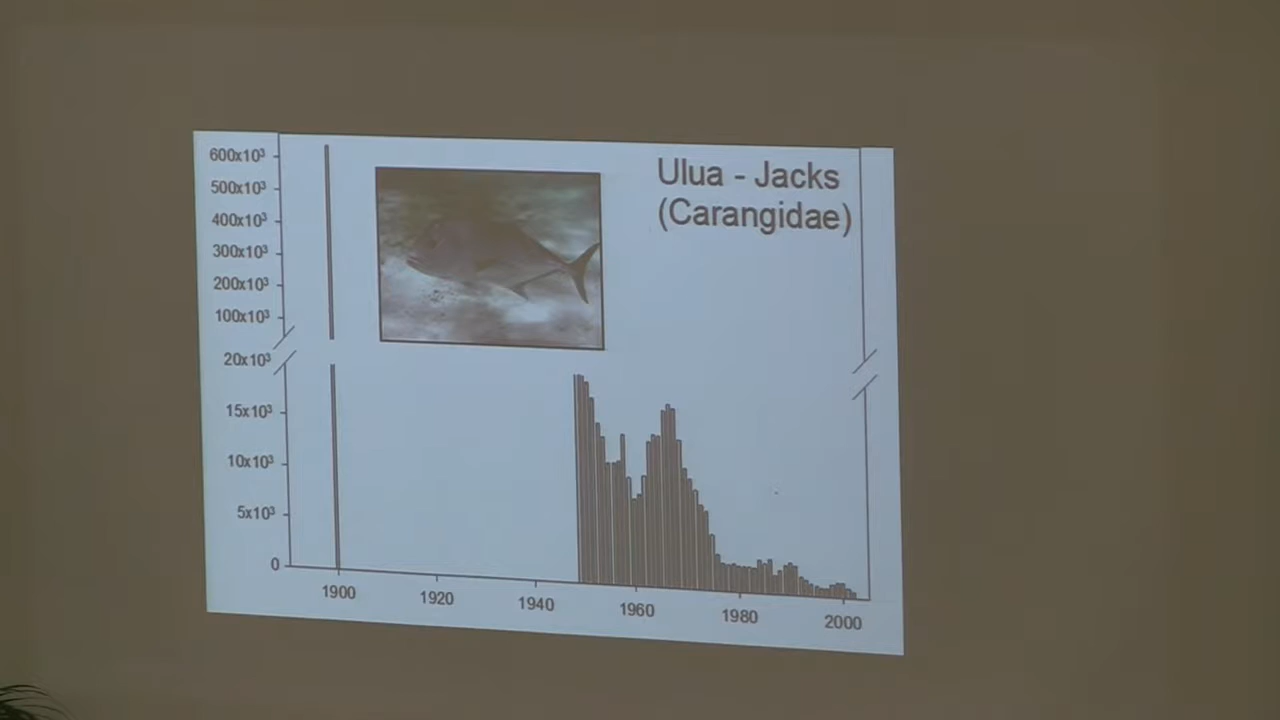 Ulua - Jacks
(Carangidae)
600x10³
500x10³
400x10³
300x10³
200x10³
100x10³
20x10³
15x10³
10x10³
5x10³
0
1900 1920 1940 1960 1980 2000